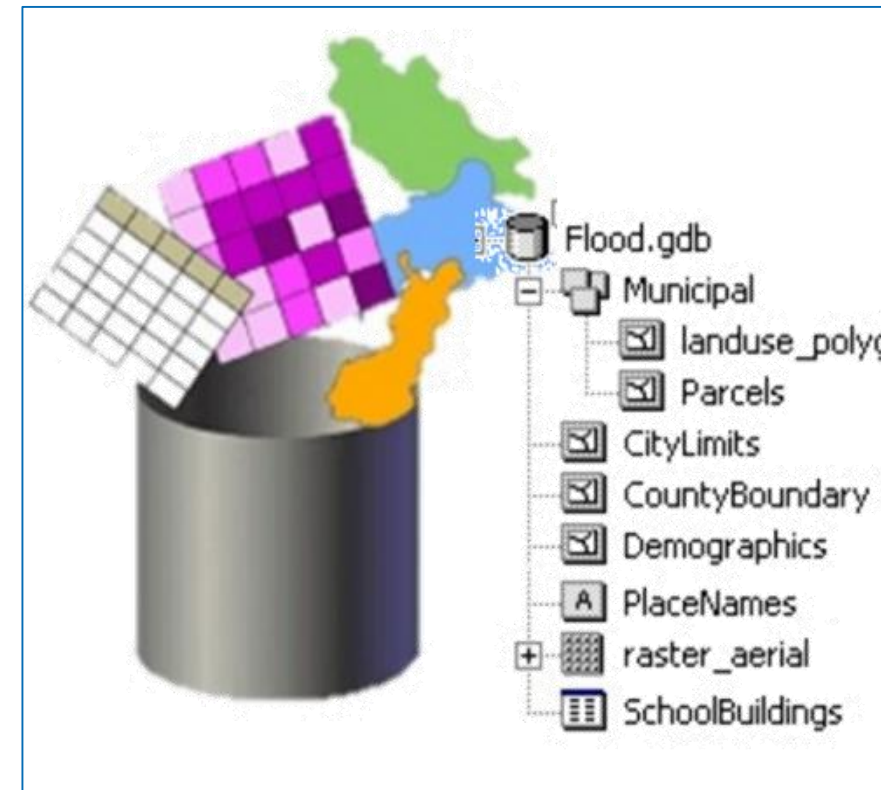 Flood.gdb
Municipal
landuse_polyg
Parcels
CityLimits
CountyBoundary
Demographics
A PlaceNames
raster_aerial
SchoolBuildings